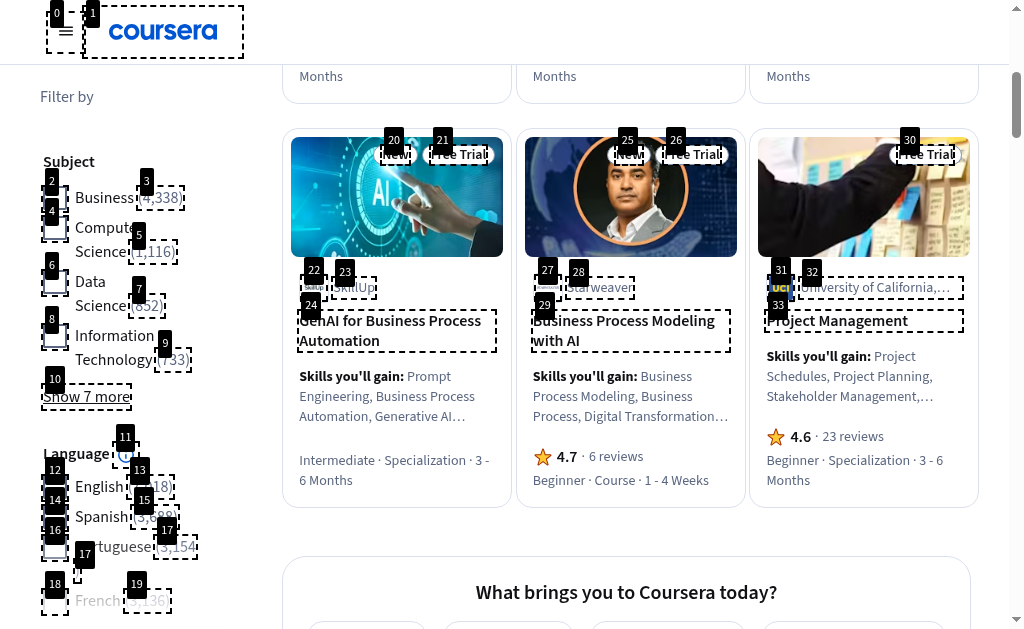 coursera
Filter by
Subject
Business (4,338)
Computer
Science (1,116)
Data
Science (852)
Information
Technology (733)
Show 7 more
Language
English
Spanish (3,688)
Portuguese (3,154
French (3,136)
Months
Months
Months
New
Free Trial
AI
SkillUp
GenAI for Business Process
Automation
Skills you'll gain: Prompt
Engineering, Business Process
Automation, Generative AI…
Intermediate · Specialization · 3 -
6 Months
New
Free Trial
Starweaver
Business Process Modeling
with AI
Skills you'll gain: Business
Process Modeling, Business
Process, Digital Transformation…
4.7 · 6 reviews
Beginner · Course · 1 - 4 Weeks
Free Trial
University of California,…
Project Management
Skills you'll gain: Project
Schedules, Project Planning,
Stakeholder Management,…
4.6 · 23 reviews
Beginner · Specialization · 3 - 6
Months
What brings you to Coursera today?
0
1
2
3
4
5
6
7
8
9
10
11
12
13
14
15
16
17
17
18
19
20
21
22
23
24
25
26
27
28
29
30
31
32
33